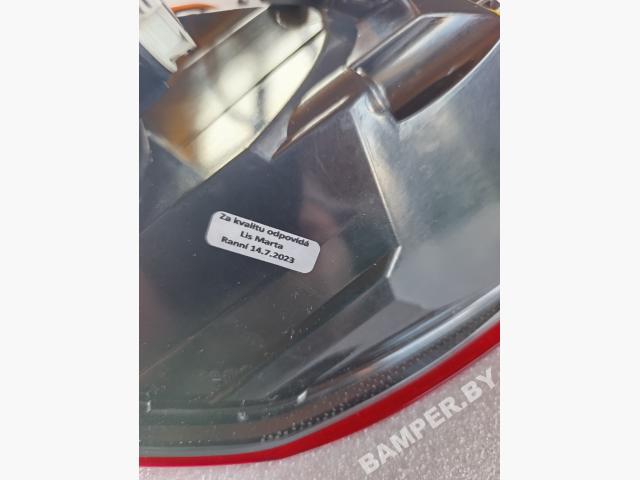 Za kvalitu odpovídá
Lis Marta
Ranní 14.7.2023
BAMPER.BY